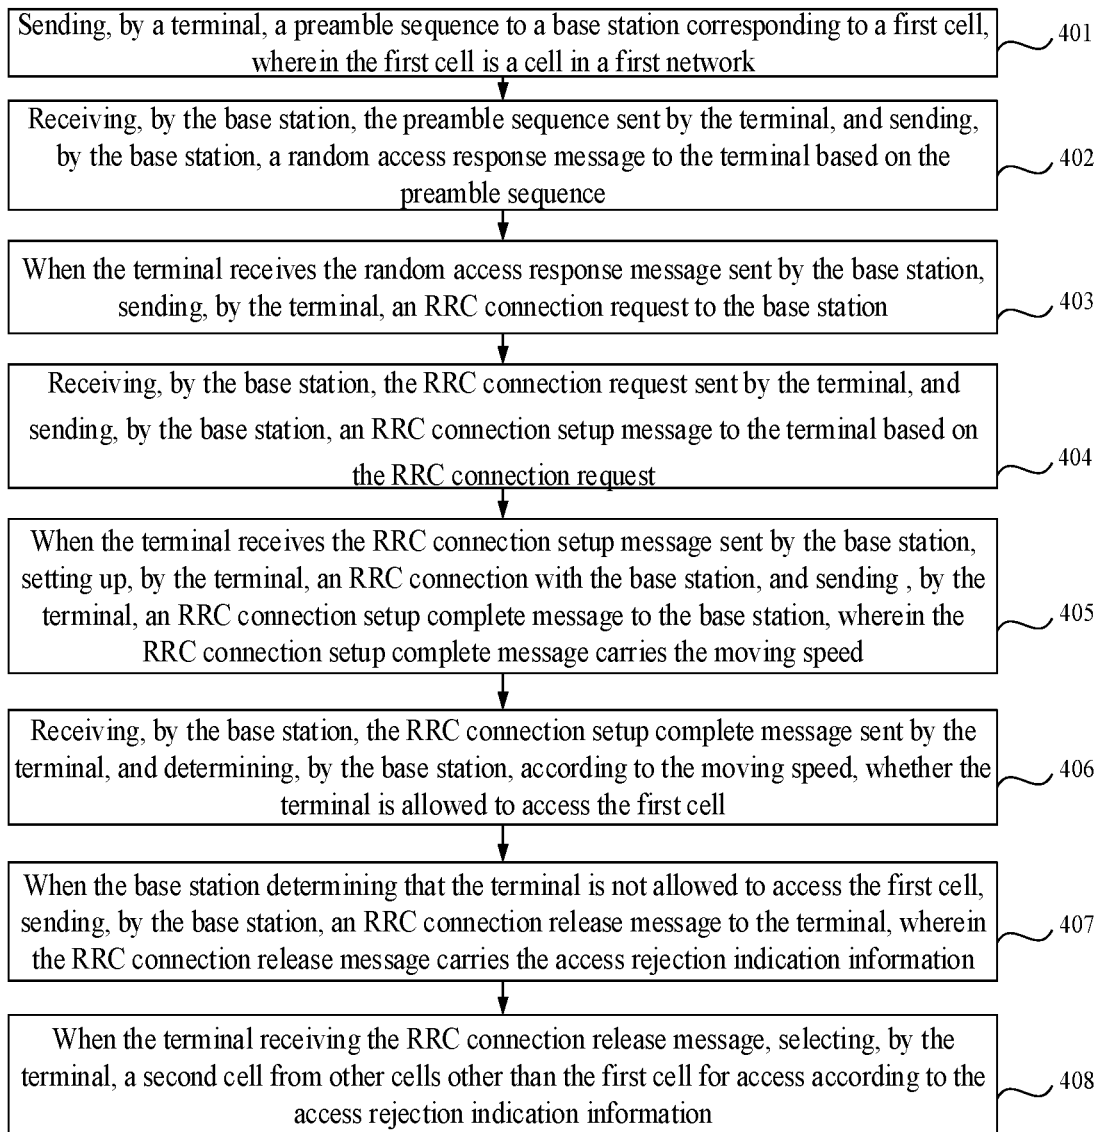 Sending, by a terminal, a preamble sequence to a base station corresponding to a first cell,
wherein the first cell is a cell in a first network
401
Receiving, by the base station, the preamble sequence sent by the terminal, and sending,
by the base station, a random access response message to the terminal based on the
preamble sequence
402
When the terminal receives the random access response message sent by the base station,
sending, by the terminal, an RRC connection request to the base station
403
Receiving, by the base station, the RRC connection request sent by the terminal, and
sending, by the base station, an RRC connection setup message to the terminal based on
the RRC connection request
404
When the terminal receives the RRC connection setup message sent by the base station,
setting up, by the terminal, an RRC connection with the base station, and sending , by the
terminal, an RRC connection setup complete message to the base station, wherein the
RRC connection setup complete message carries the moving speed
405
Receiving, by the base station, the RRC connection setup complete message sent by the
terminal, and determining, by the base station, according to the moving speed, whether the
terminal is allowed to access the first cell
406
When the base station determining that the terminal is not allowed to access the first cell,
sending, by the base station, an RRC connection release message to the terminal, wherein
the RRC connection release message carries the access rejection indication information
407
When the terminal receiving the RRC connection release message, selecting, by the
terminal, a second cell from other cells other than the first cell for access according to the
access rejection indication information
408